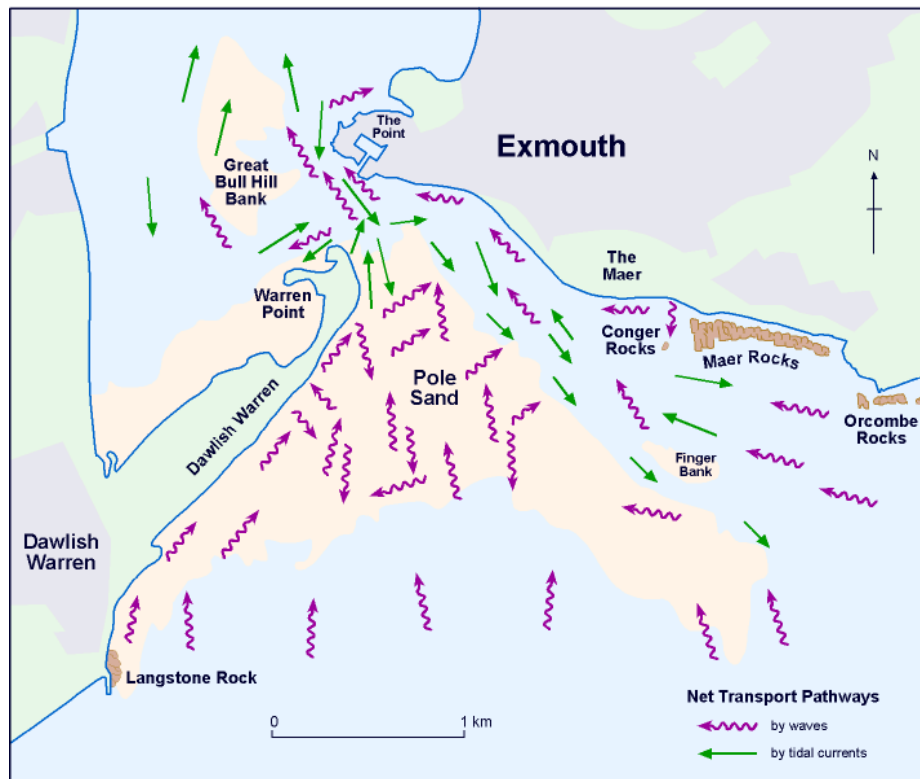 The
Point
Exmouth
N
Great
Bull Hill
Bank
The
Maer
Warren
Point
Conger
Rocks
Maer Rocks
Pole
Sand
Orcombe
Rocks
Dawlish Warren
Finger
Bank
Dawlish
Warren
Langstone Rock
Net Transport Pathways
0
1 km
by waves
by tidal currents